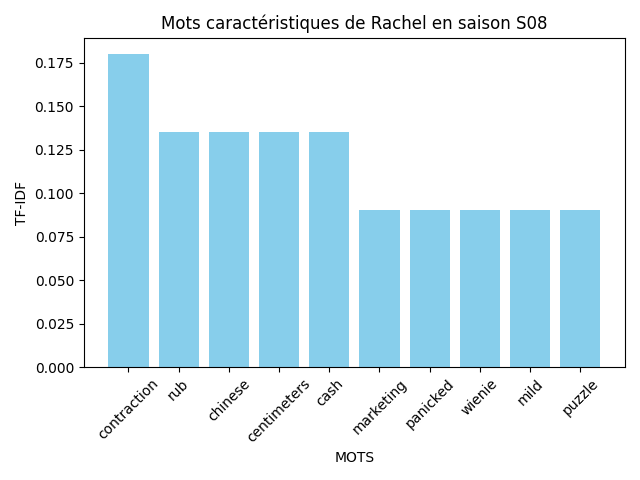 Mots caractéristiques de Rachel en saison S08
TF-IDF
0.175
0.150
0.125
0.100
0.075
0.050
0.025
0.000
contraction
rub
chinese
centimeters
cash
marketing
panicked
wienie
mild
puzzle
MOTS